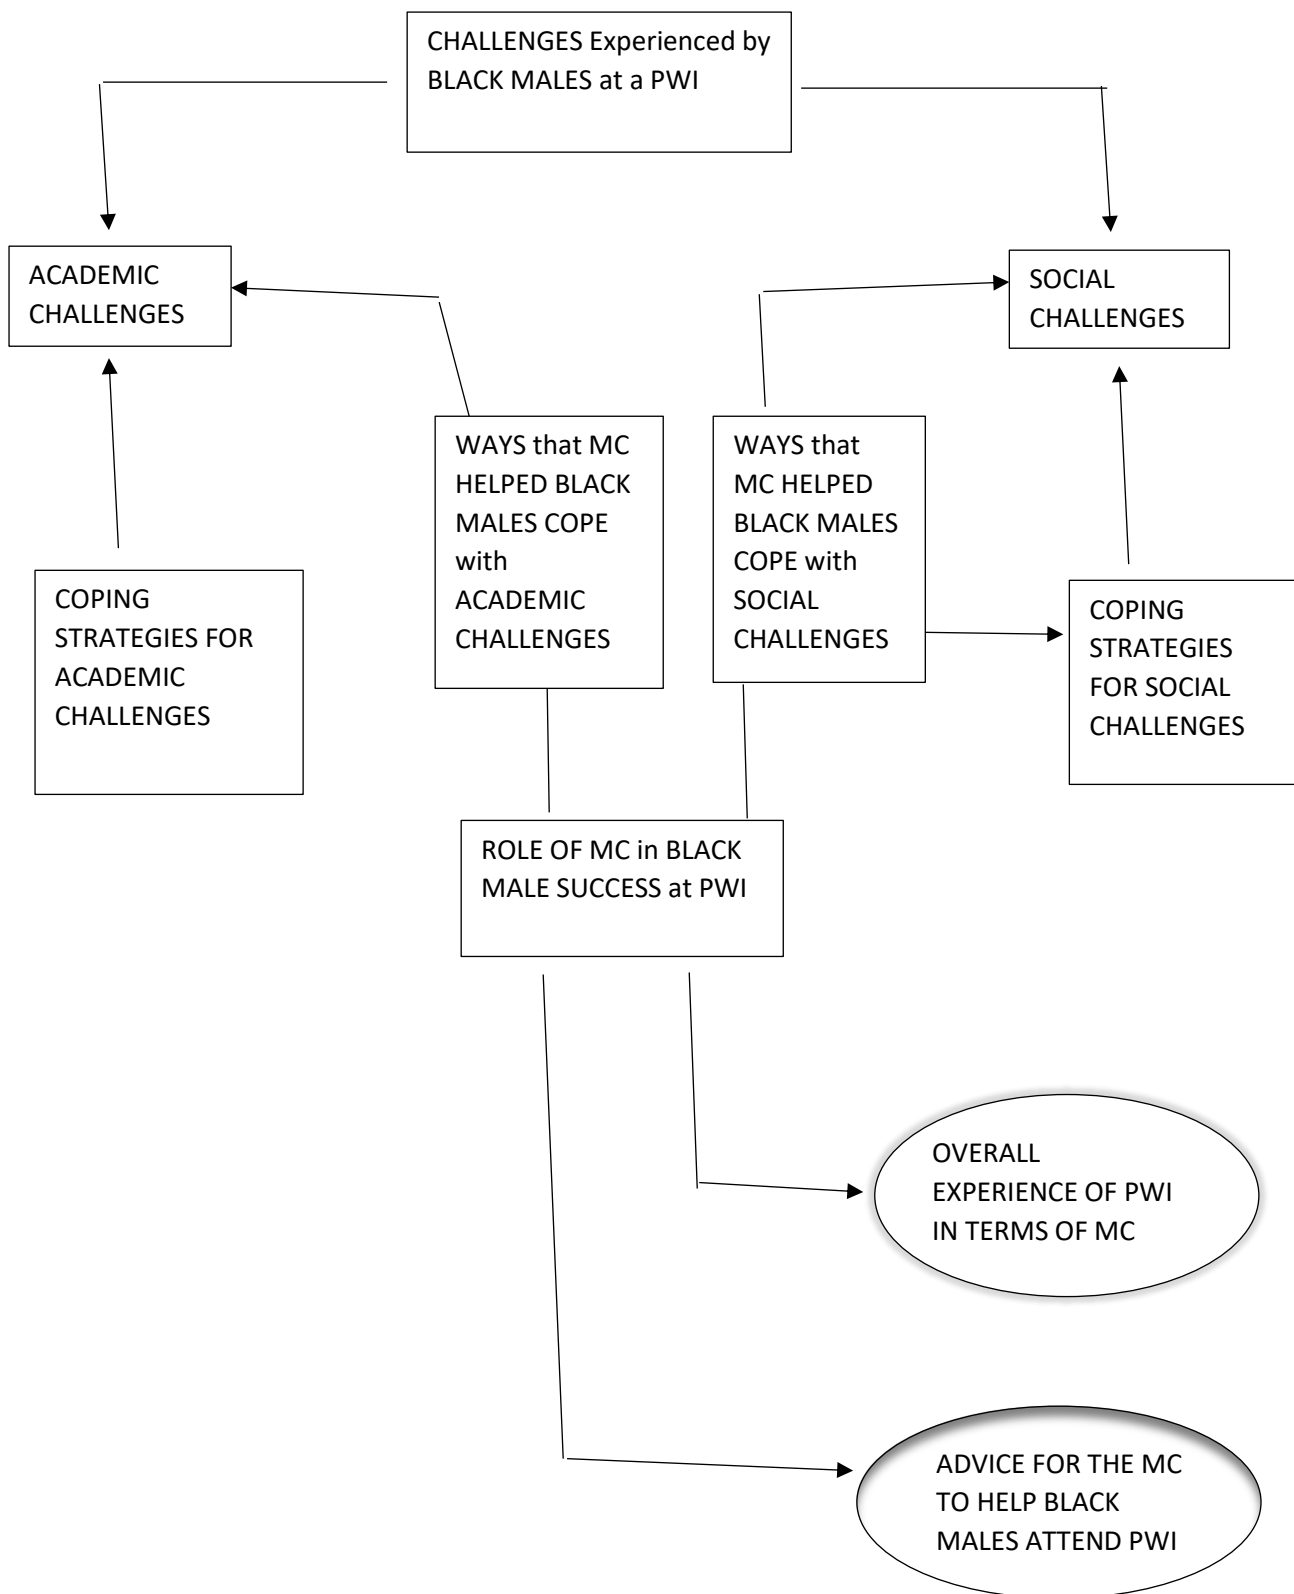 CHALLENGES Experienced by
BLACK MALES at a PWI
ACADEMIC
CHALLENGES
SOCIAL
CHALLENGES
WAYS that MC
HELPED BLACK
MALES COPE
with
ACADEMIC
CHALLENGES
WAYS that
MC HELPED
BLACK MALES
COPE with
SOCIAL
CHALLENGES
COPING
STRATEGIES FOR
ACADEMIC
CHALLENGES
COPING
STRATEGIES
FOR SOCIAL
CHALLENGES
ROLE OF MC in BLACK
MALE SUCCESS at PWI
OVERALL
EXPERIENCE OF PWI
IN TERMS OF MC
ADVICE FOR THE MC
TO HELP BLACK
MALES ATTEND PWI